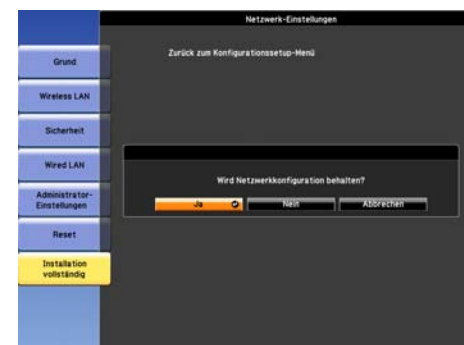 Netzwerk-Einstellungen
Zurück zum Konfigurationssetup-Menü
Grund
Wireless LAN
Sicherheit
Wired LAN
Administrator-
Einstellungen
Reset
Installation
vollständig
Wird Netzwerkkonfiguration behalten?
Ja
Nein
Abbrechen